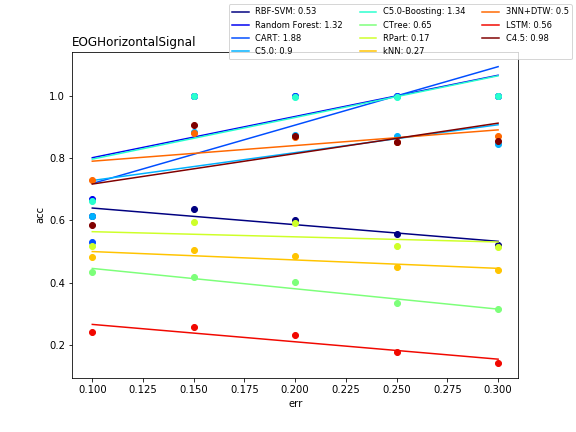 RBF-SVM: 0.53
Random Forest: 1.32
CART: 1.88
C5.0: 0.9
C5.0-Boosting: 1.34
CTree: 0.65
RPart: 0.17
kNN: 0.27
3NN+DTW: 0.5
LSTM: 0.56
C4.5: 0.98
EOGHorizontalSignal
1.0
0.8
0.6
0.4
0.2
acc
0.100 0.125 0.150 0.175 0.200 0.225 0.250 0.275 0.300
err